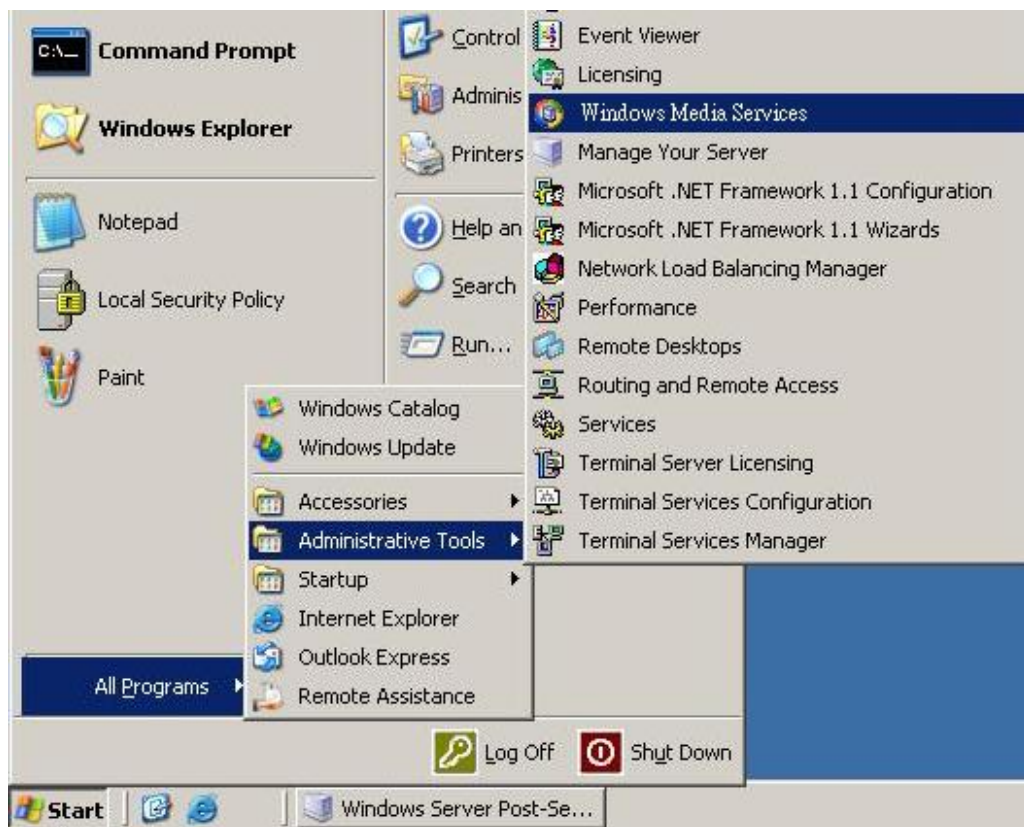 C:\_
Command Prompt
Windows Explorer
Notepad
Local Security Policy
Paint
All Programs
Control
Adminis
Printers
Help an
Search
Run...
Windows Catalog
Windows Update
Accessories
Administrative Tools
Startup
Internet Explorer
Outlook Express
Remote Assistance
Event Viewer
Licensing
Windows Media Services
Manage Your Server
Microsoft .NET Framework 1.1 Configuration
Microsoft .NET Framework 1.1 Wizards
Network Load Balancing Manager
Performance
Remote Desktops
Routing and Remote Access
Services
Terminal Server Licensing
Terminal Services Configuration
Terminal Services Manager
Log Off
Shut Down
Start
Windows Server Post-Se...